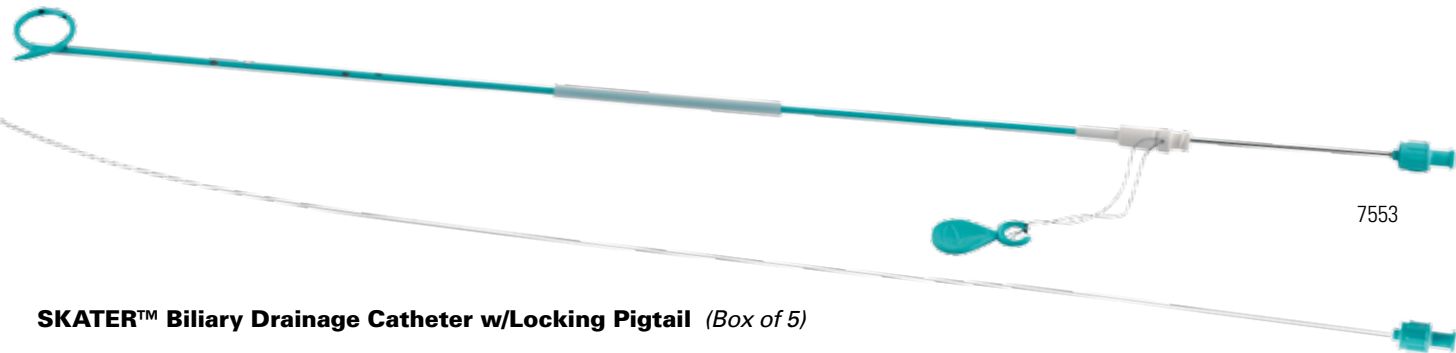 7553
SKATER™ Biliary Drainage Catheter w/Locking Pigtail (Box of 5)